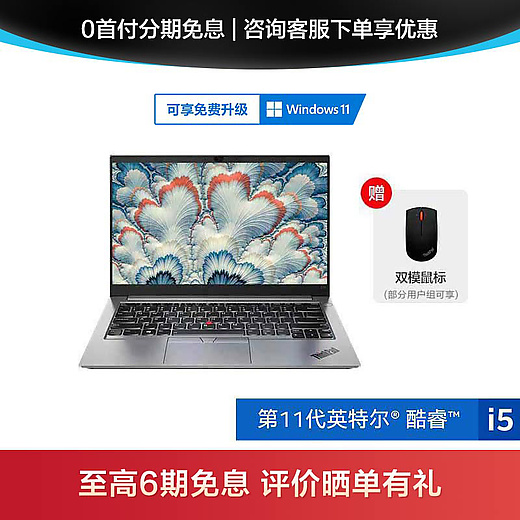 0首付分期免息 | 咨询客服下单享优惠
可享免费升级 Windows 11
赠
双模鼠标
(部分用户组可享)
ThinkPad
第11代英特尔® 酷睿™ i5
至高6期免息 评价晒单有礼